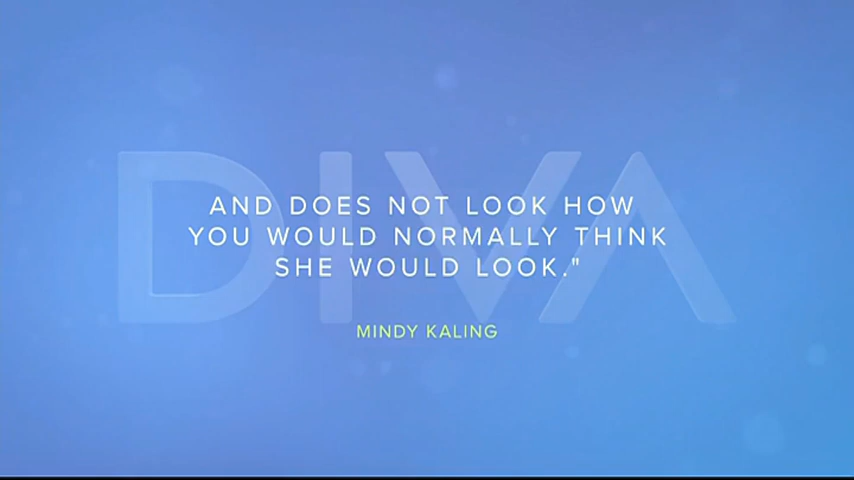 DIVA
AND DOES NOT LOOK HOW
YOU WOULD NORMALLY THINK
SHE WOULD LOOK."
MINDY KALING